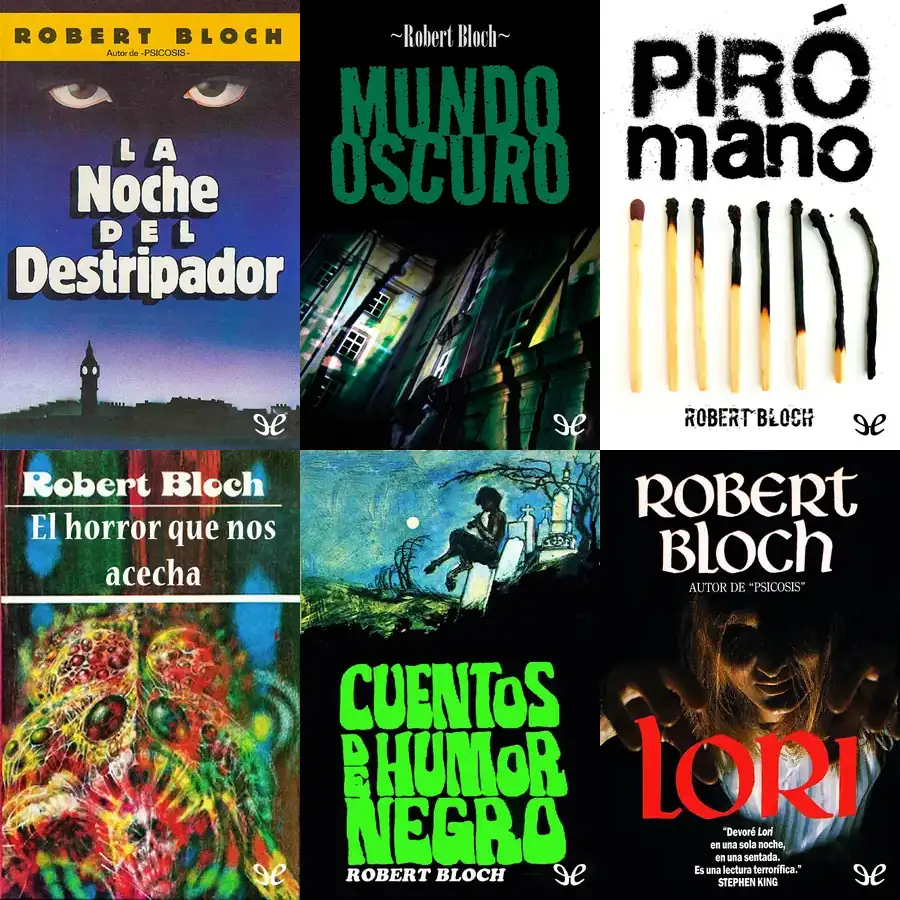 ROBERT BLOCH
Autor de -PSICOSIS-
LA
Noche
DEL
Destripador
~Robert Bloch~
MUNDO
OSCURO
PIRÓ
mano
ROBERT BLOCH
Robert Bloch
El horror que nos
acecha
CUENTOS
DE HUMOR
NEGRO
ROBERT BLOCH
ROBERT
BLOCH
AUTOR DE "PSICOSIS"
LORI
"Devoré Lori
en una sola noche,
en una sentada.
Es una lectura terrorífica."
STEPHEN KING